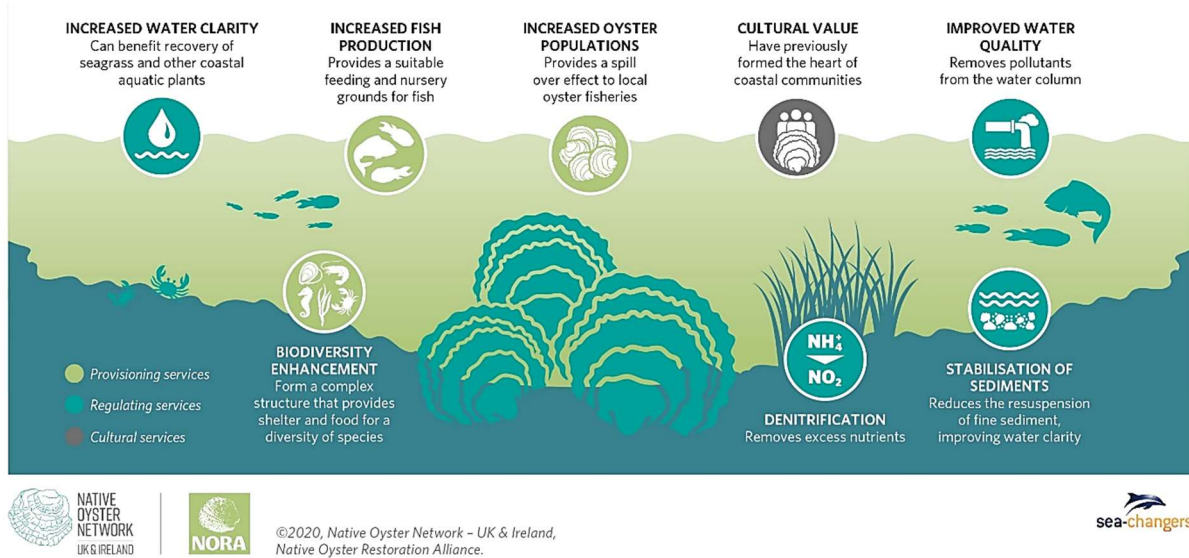 INCREASED WATER CLARITY
Can benefit recovery of
seagrass and other coastal
aquatic plants
INCREASED FISH
PRODUCTION
Provides a suitable
feeding and nursery
grounds for fish
INCREASED OYSTER
POPULATIONS
Provides a spill
over effect to local
oyster fisheries
CULTURAL VALUE
Have previously
formed the heart of
coastal communities
IMPROVED WATER
QUALITY
Removes pollutants
from the water column
BIODIVERSITY
ENHANCEMENT
Form a complex
structure that provides
shelter and food for a
diversity of species
NH₄⁺
NO₂
DENITRIFICATION
Removes excess nutrients
STABILISATION OF
SEDIMENTS
Reduces the resuspension
of fine sediment,
improving water clarity
Provisioning services
Regulating services
Cultural services
NATIVE
OYSTER
NETWORK
UK & IRELAND
NORA
©2020, Native Oyster Network – UK & Ireland,
Native Oyster Restoration Alliance.
sea-changers